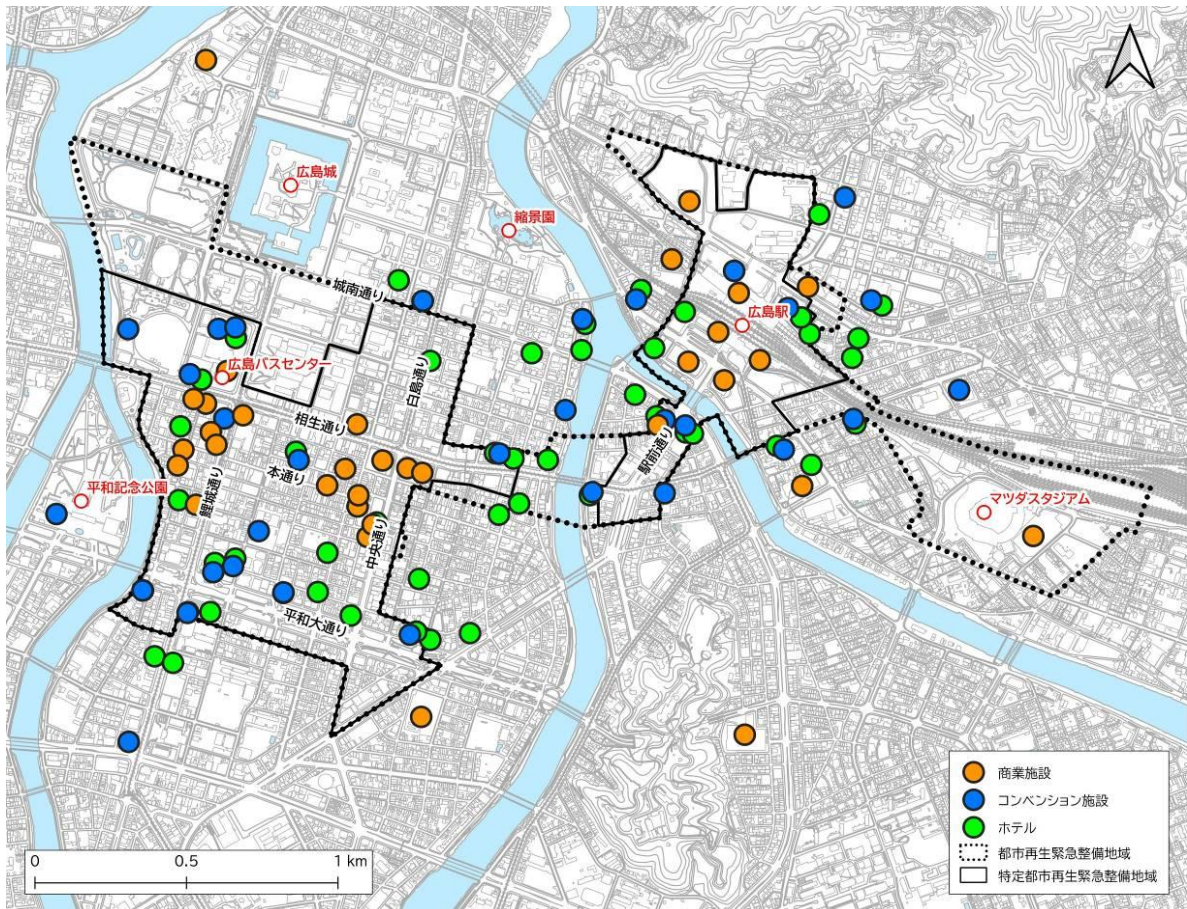 広島城
縮景園
城南通り
広島駅
広島バスセンター
白島通り
相生通り
駅前通り
本通り
平和記念公園
鯉城通り
マツダスタジアム
中央通り
平和大通り
商業施設
コンベンション施設
ホテル
都市再生緊急整備地域
特定都市再生緊急整備地域
0 0.5 1 km